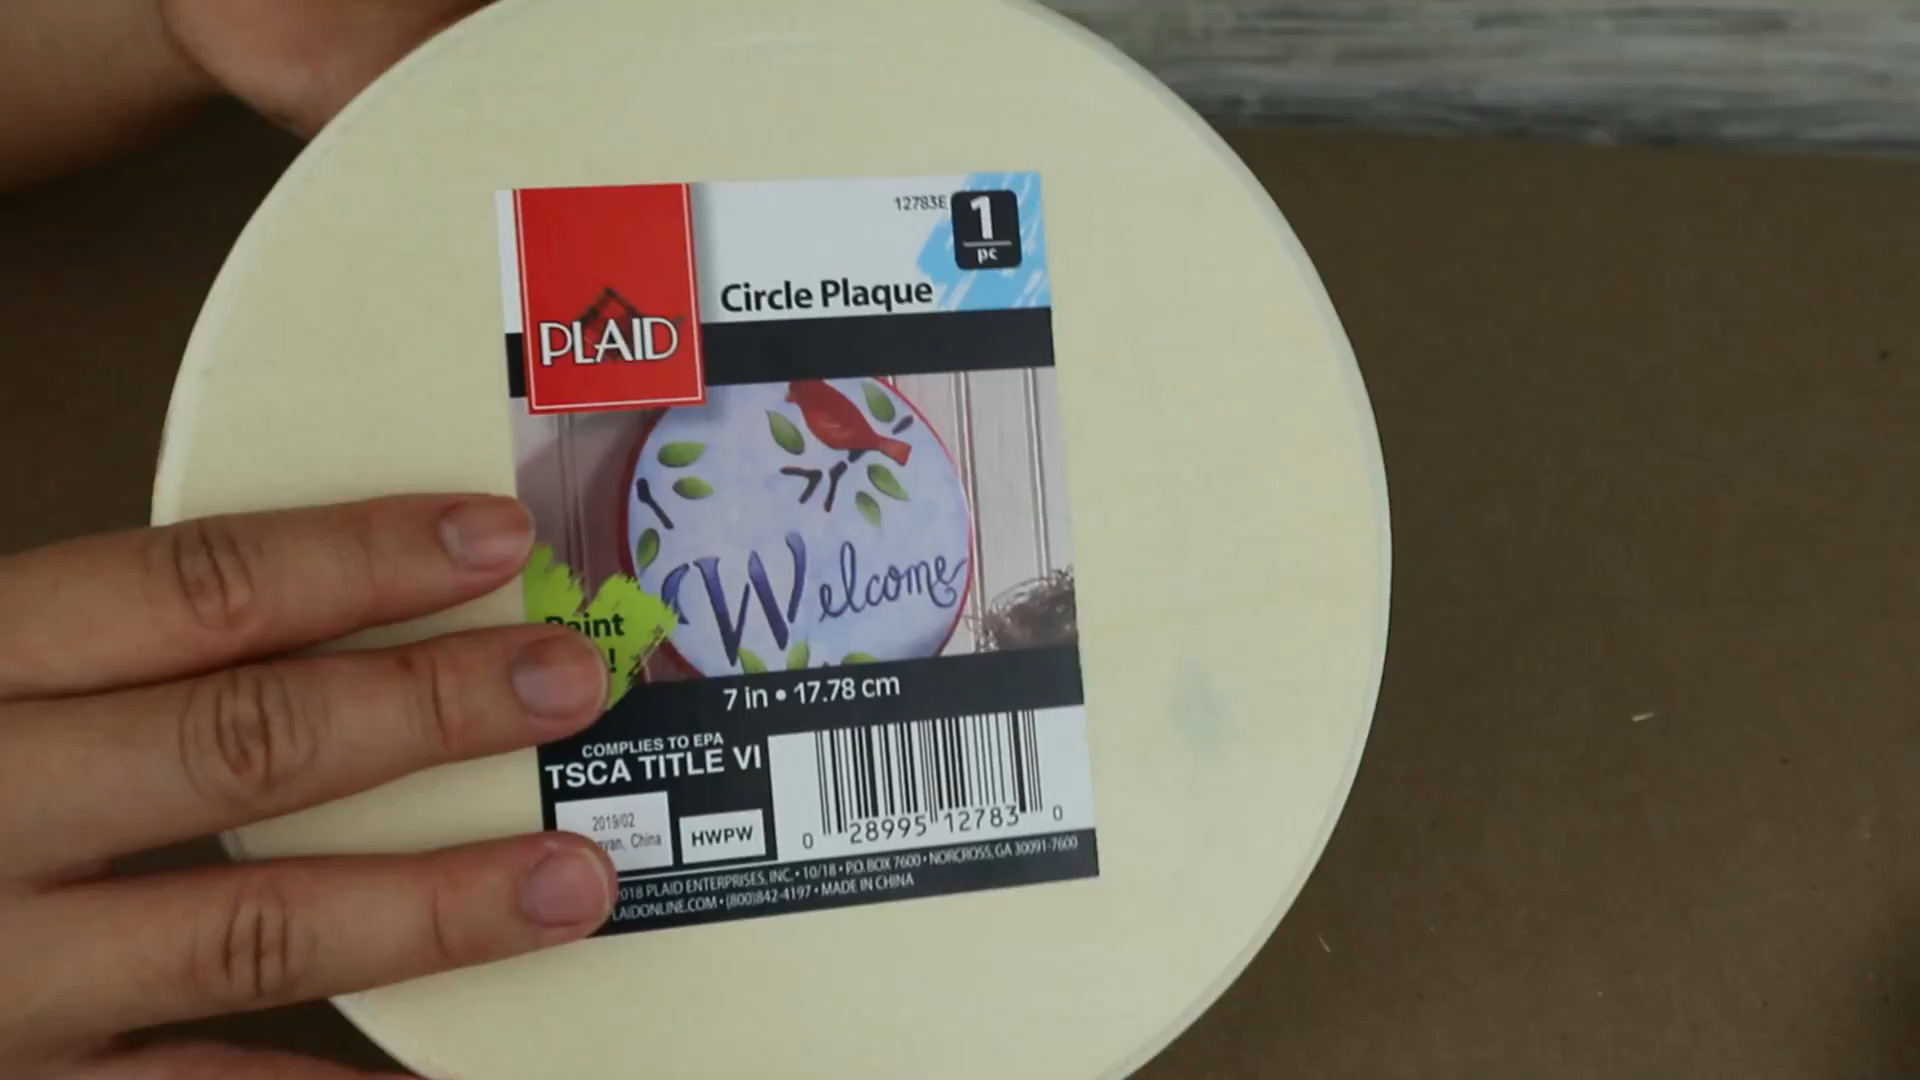 12783E
1
pc
Circle Plaque
PLAID
Welcome
7 in • 17.78 cm
COMPLIES TO EPA
TSCA TITLE VI
2019/02
China
HWPW
0 28995 12783 0
2018 PLAID ENTERPRISES, INC. • 10/18 • P.O. BOX 7600 • NORCROSS, GA 30091-7600
(800)842-4197 • MADE IN CHINA